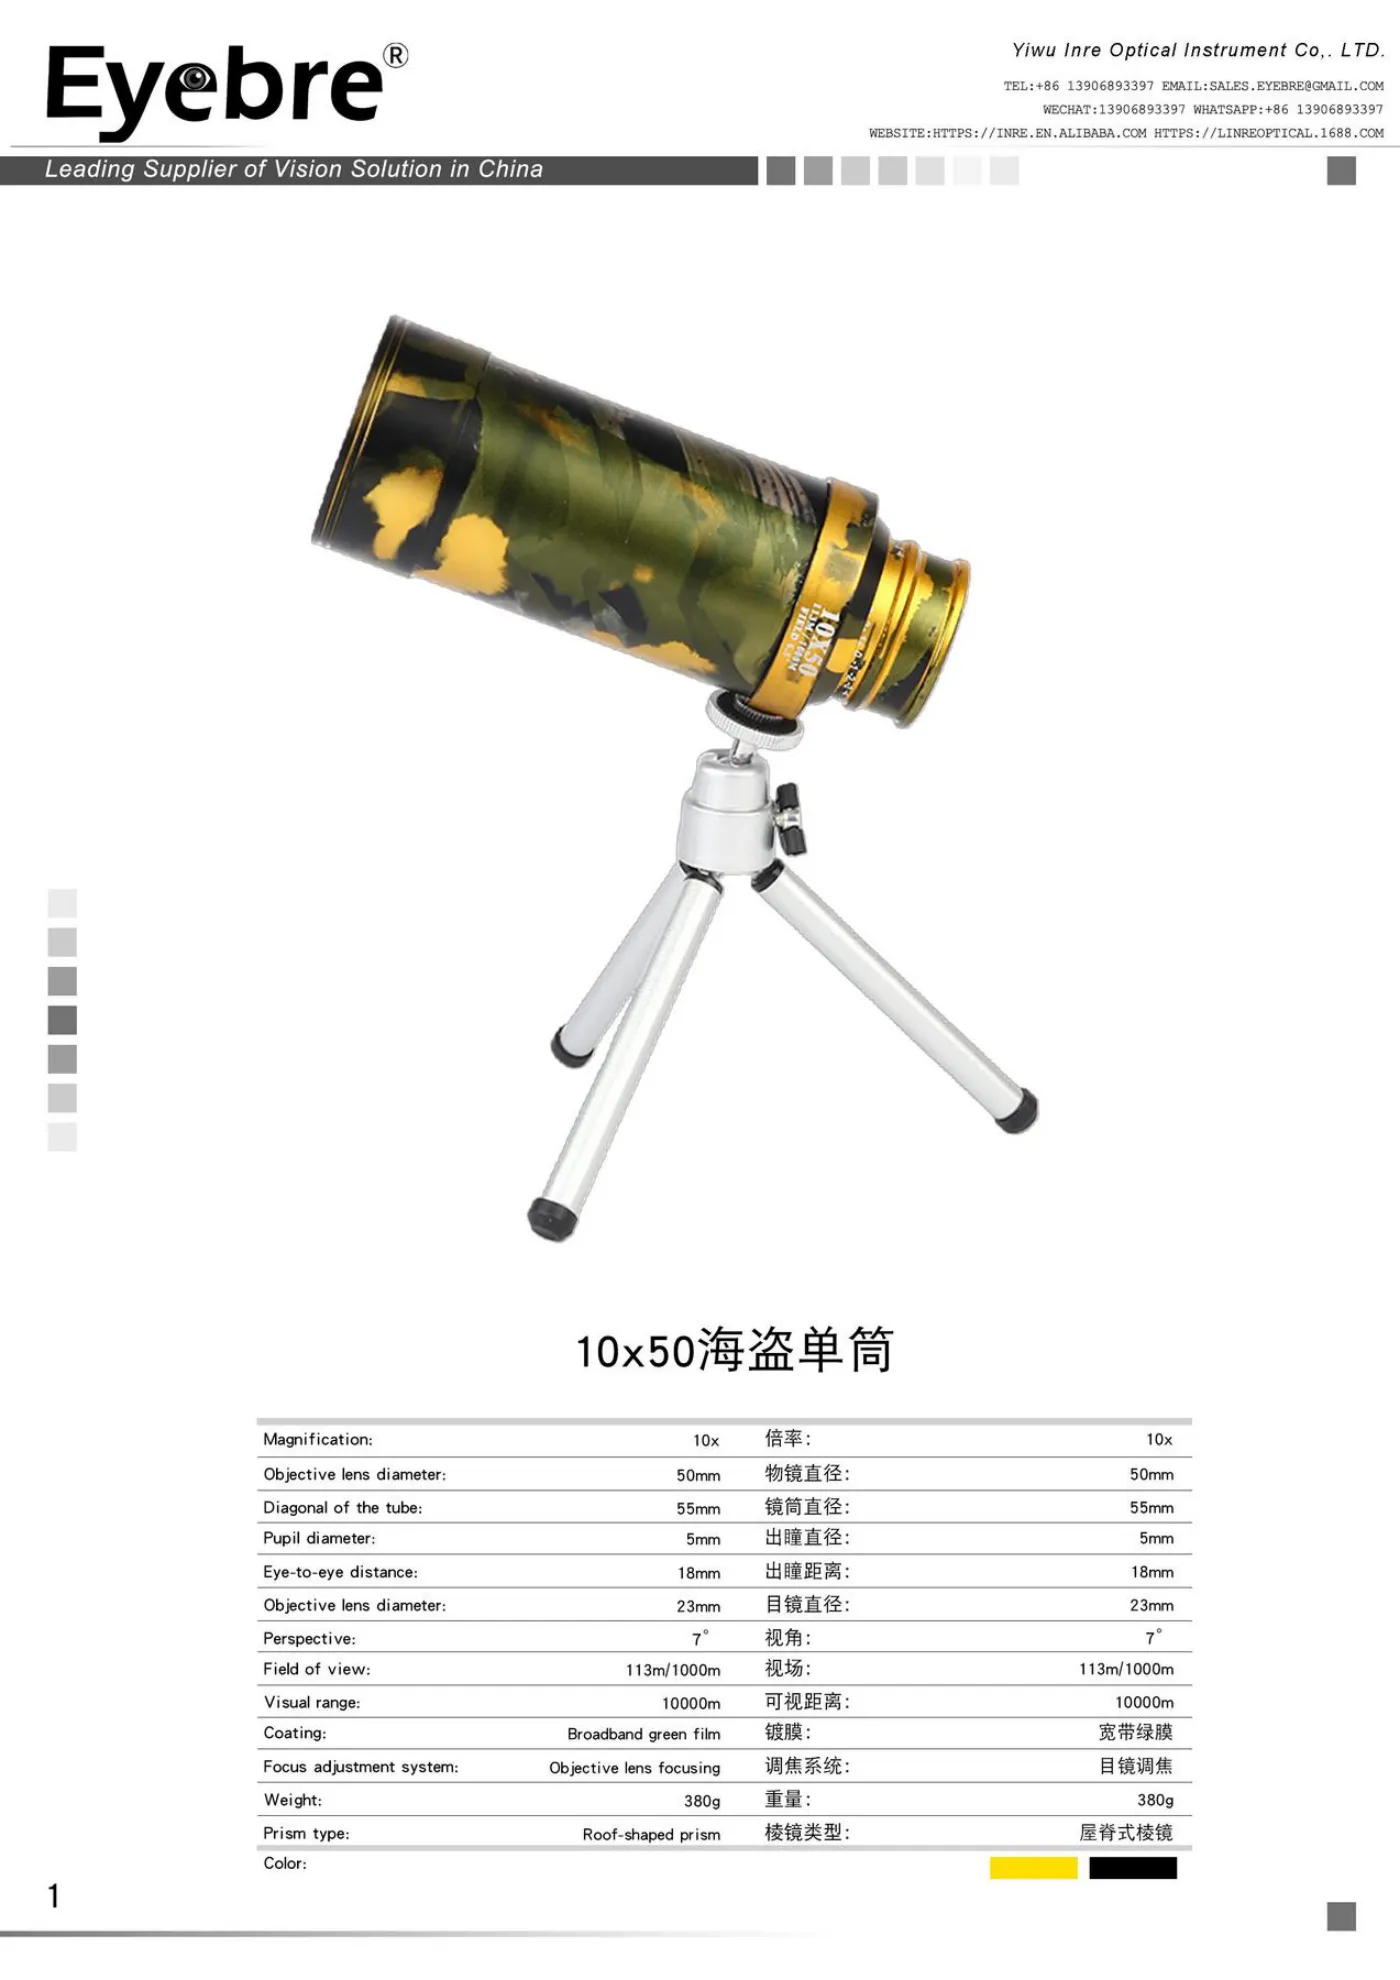 Eyebre®
Yiwu Inre Optical Instrument Co,. LTD.
TEL:+86 13906893397 EMAIL:SALES.EYEBRE@GMAIL.COM
WECHAT:13906893397 WHATSAPP:+86 13906893397
WEBSITE:HTTPS://INRE.EN.ALIBABA.COM HTTPS://LINREOPTICAL.1688.COM
Leading Supplier of Vision Solution in China
10X50
113M/1000M
FIELD
10x50海盗单筒
Magnification: 10x 倍率: 10x
Objective lens diameter: 50mm 物镜直径: 50mm
Diagonal of the tube: 55mm 镜筒直径: 55mm
Pupil diameter: 5mm 出瞳直径: 5mm
Eye-to-eye distance: 18mm 出瞳距离: 18mm
Objective lens diameter: 23mm 目镜直径: 23mm
Perspective: 7° 视角: 7°
Field of view: 113m/1000m 视场: 113m/1000m
Visual range: 10000m 可视距离: 10000m
Coating: Broadband green film 镀膜: 宽带绿膜
Focus adjustment system: Objective lens focusing 调焦系统: 目镜调焦
Weight: 380g 重量: 380g
Prism type: Roof-shaped prism 棱镜类型: 屋脊式棱镜
Color:
1